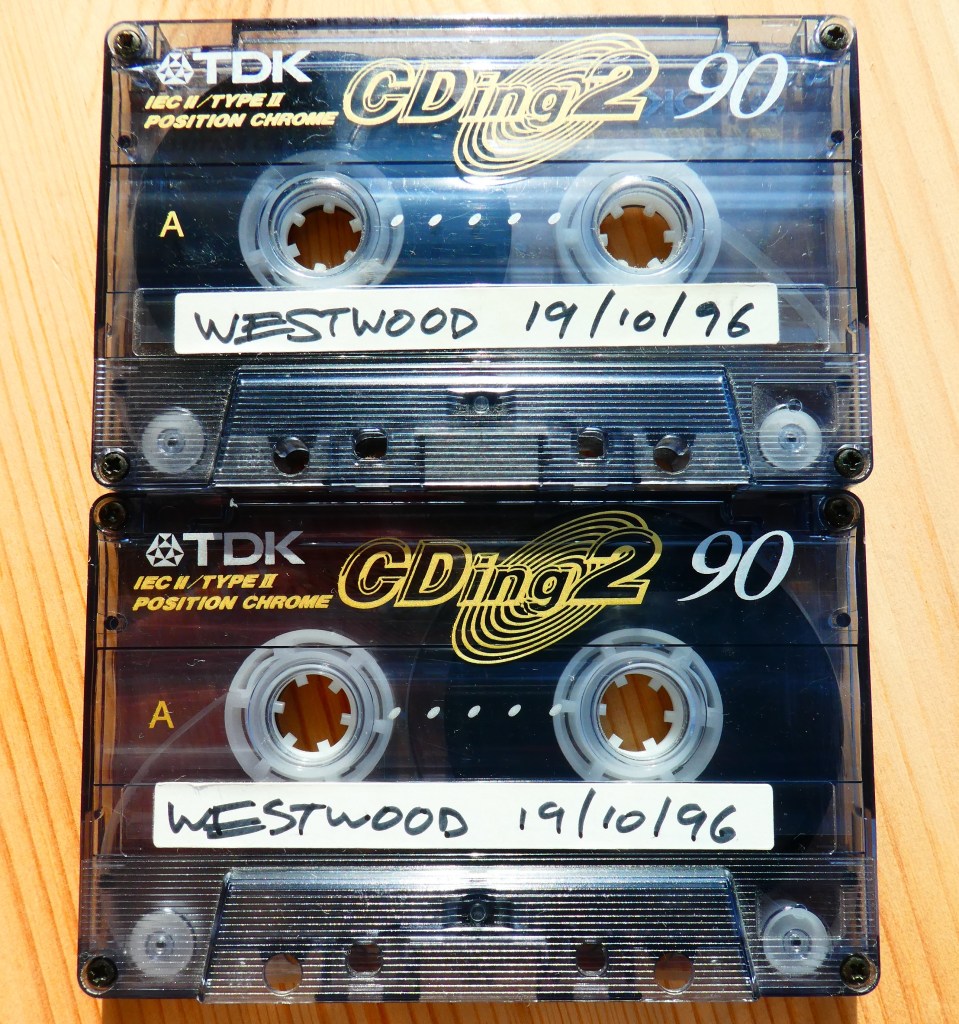 TDK CDing2 90
IEC II/TYPE II
POSITION CHROME
A
WESTWOOD 19/10/96
TDK CDing2 90
IEC II/TYPE II
POSITION CHROME
A
WESTWOOD 19/10/96